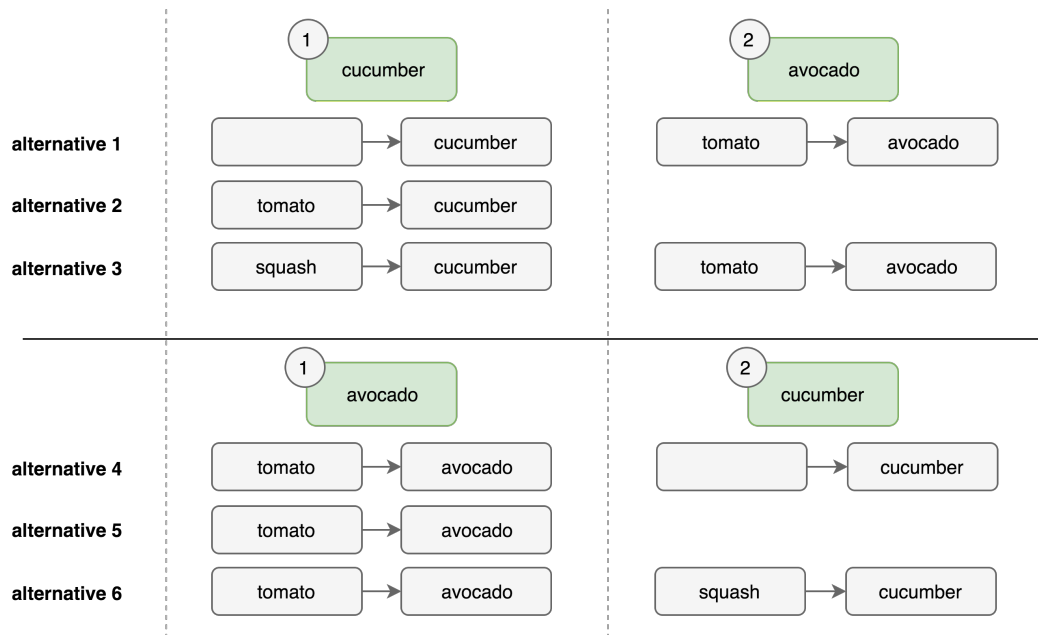 1 2
cucumber avocado
alternative 1 cucumber tomato avocado
alternative 2 tomato cucumber
alternative 3 squash cucumber tomato avocado
1 2
avocado cucumber
alternative 4 tomato avocado cucumber
alternative 5 tomato avocado
alternative 6 tomato avocado squash cucumber